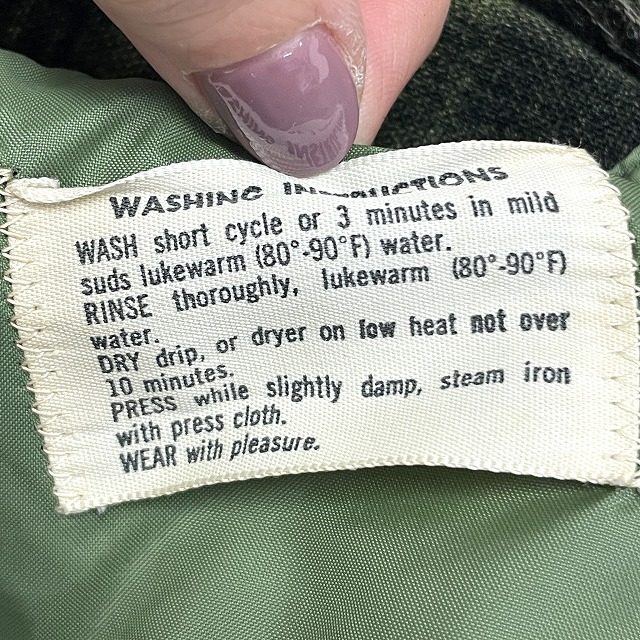 WASHING INSTRUCTIONS
WASH short cycle or 3 minutes in mild
suds lukewarm (80°-90°F) water.
RINSE thoroughly, lukewarm (80°-90°F)
water.
DRY drip, or dryer on low heat not over
10 minutes.
PRESS while slightly damp, steam iron
with press cloth.
WEAR with pleasure.